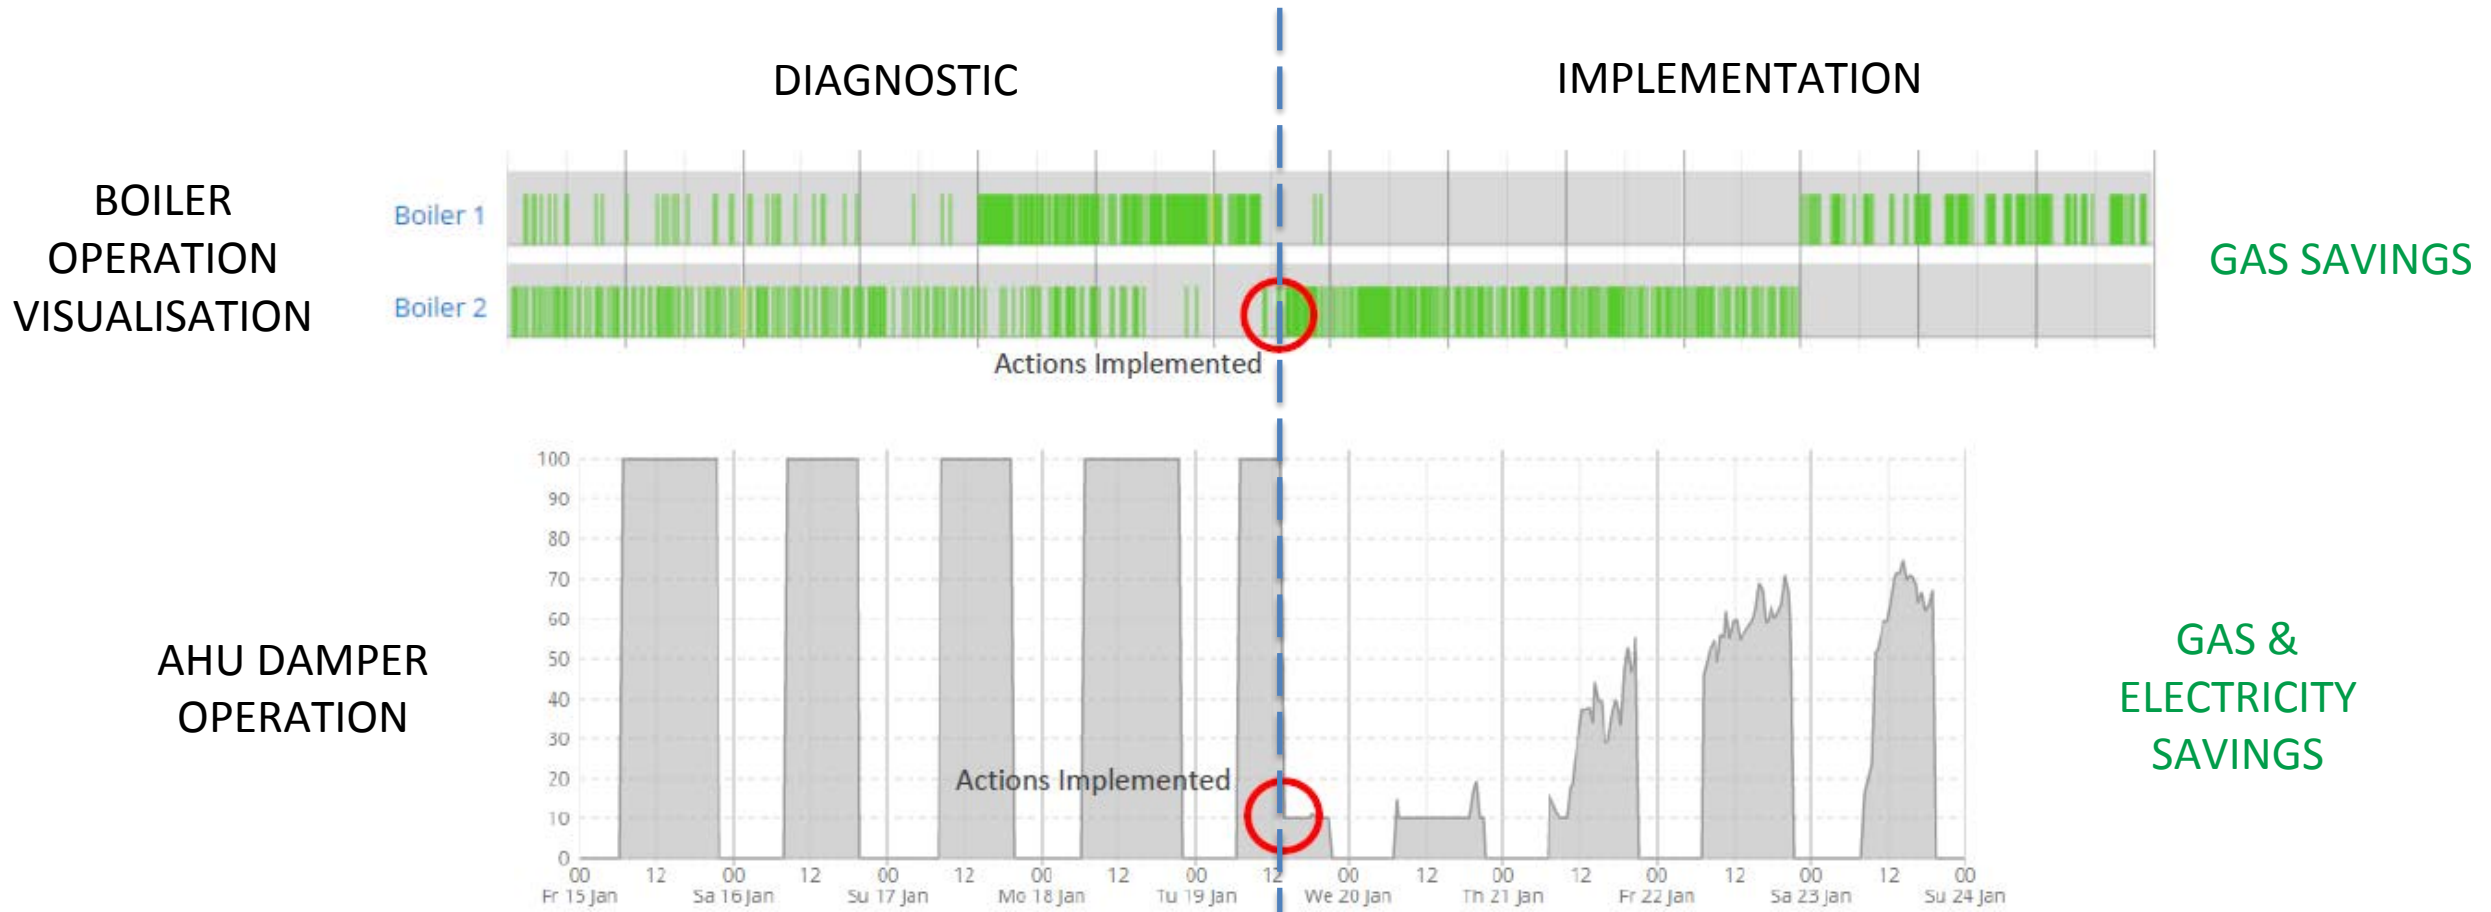 DIAGNOSTIC
IMPLEMENTATION
BOILER
OPERATION
VISUALISATION
Boiler 1
Boiler 2
GAS SAVINGS
Actions Implemented
AHU DAMPER
OPERATION
100
90
80
70
60
50
40
30
20
10
0
Actions Implemented
00 12 00 12 00 12 00 12 00 12 00 12 00 12 00 12 00 12 00
Fr 15 Jan Sa 16 Jan Su 17 Jan Mo 18 Jan Tu 19 Jan We 20 Jan Th 21 Jan Fr 22 Jan Sa 23 Jan Su 24 Jan
GAS &
ELECTRICITY
SAVINGS